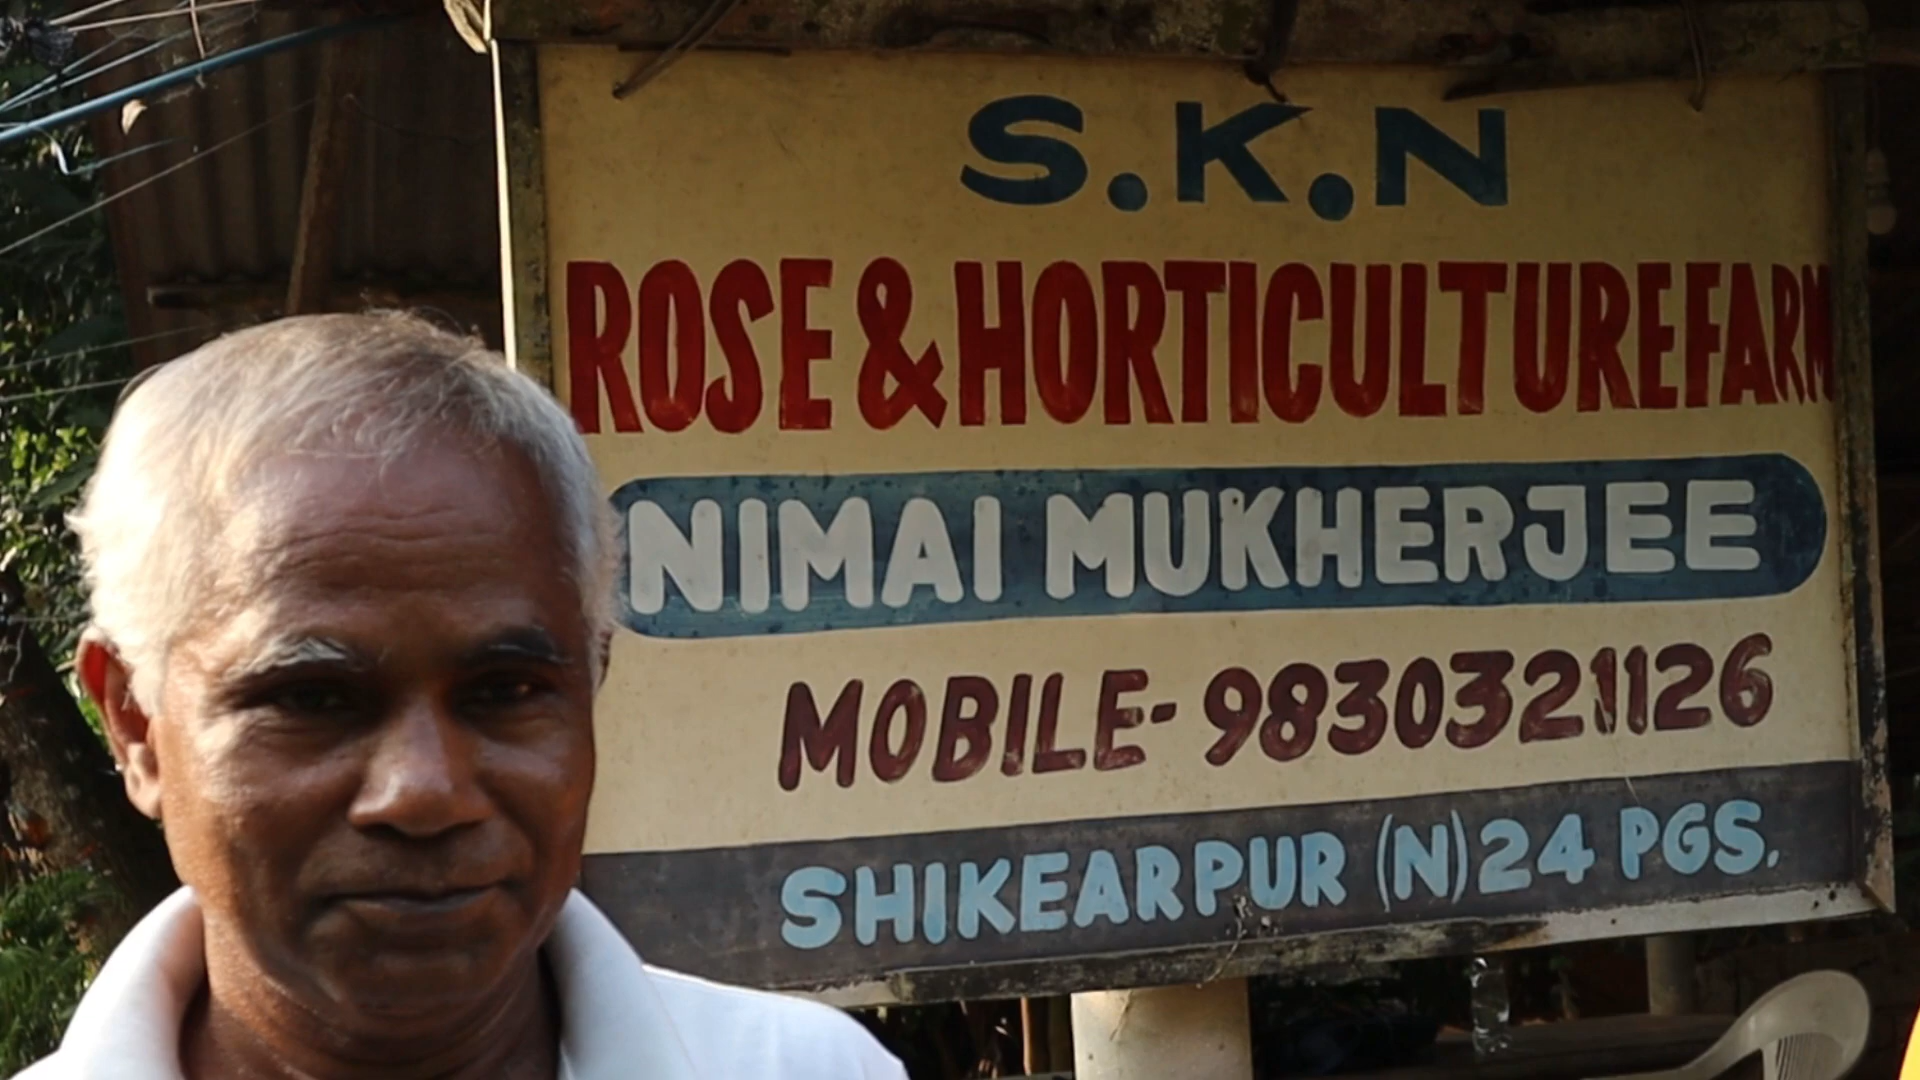 S.K.N
ROSE & HORTICULTURE FARM
NIMAI MUKHERJEE
MOBILE- 9830321126
SHIKEARPUR (N) 24 PGS.